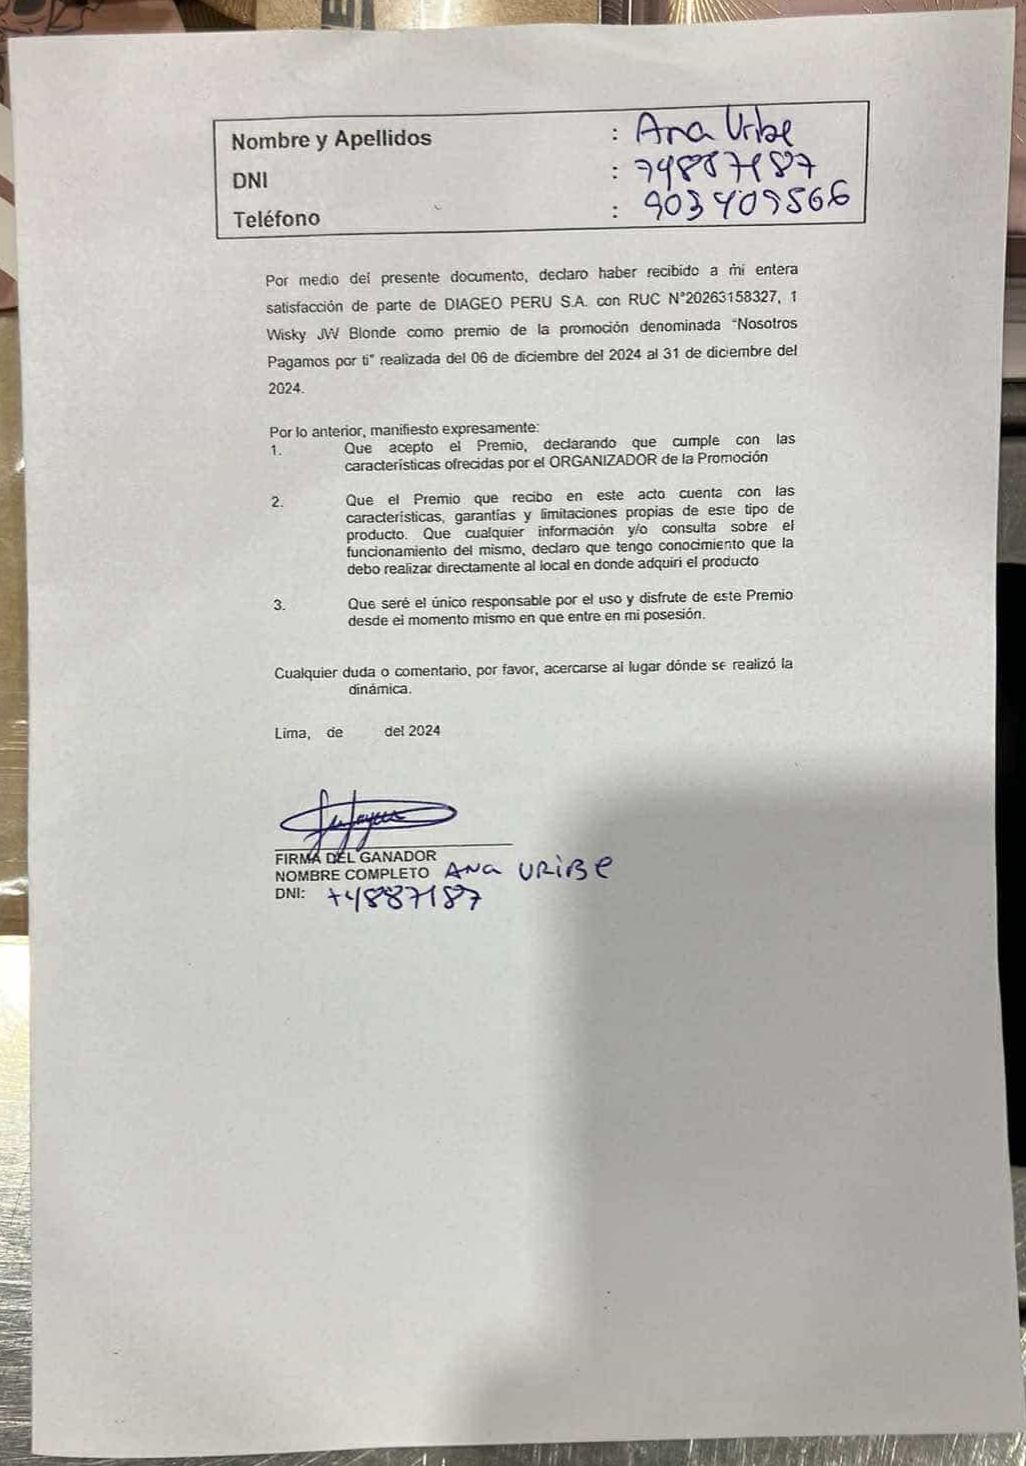 Nombre y Apellidos : Ana Uribe
DNI : 74887187
Teléfono : 903409566
Por medio del presente documento, declaro haber recibido a mi entera
satisfacción de parte de DIAGEO PERU S.A. con RUC N°20263158327, 1
Wisky JW Blonde como premio de la promoción denominada "Nosotros
Pagamos por ti" realizada del 06 de diciembre del 2024 al 31 de diciembre del
2024.
Por lo anterior, manifiesto expresamente:
1. Que acepto el Premio, declarando que cumple con las
características ofrecidas por el ORGANIZADOR de la Promoción
2. Que el Premio que recibo en este acto cuenta con las
características, garantías y limitaciones propias de este tipo de
producto. Que cualquier información y/o consulta sobre el
funcionamiento del mismo, declaro que tengo conocimiento que la
debo realizar directamente al local en donde adquirí el producto
3. Que seré el único responsable por el uso y disfrute de este Premio
desde el momento mismo en que entre en mi posesión.
Cualquier duda o comentario, por favor, acercarse al lugar dónde se realizó la
dinámica.
Lima, de del 2024
FIRMA DEL GANADOR
NOMBRE COMPLETO Ana URiBe
DNI: 74887187